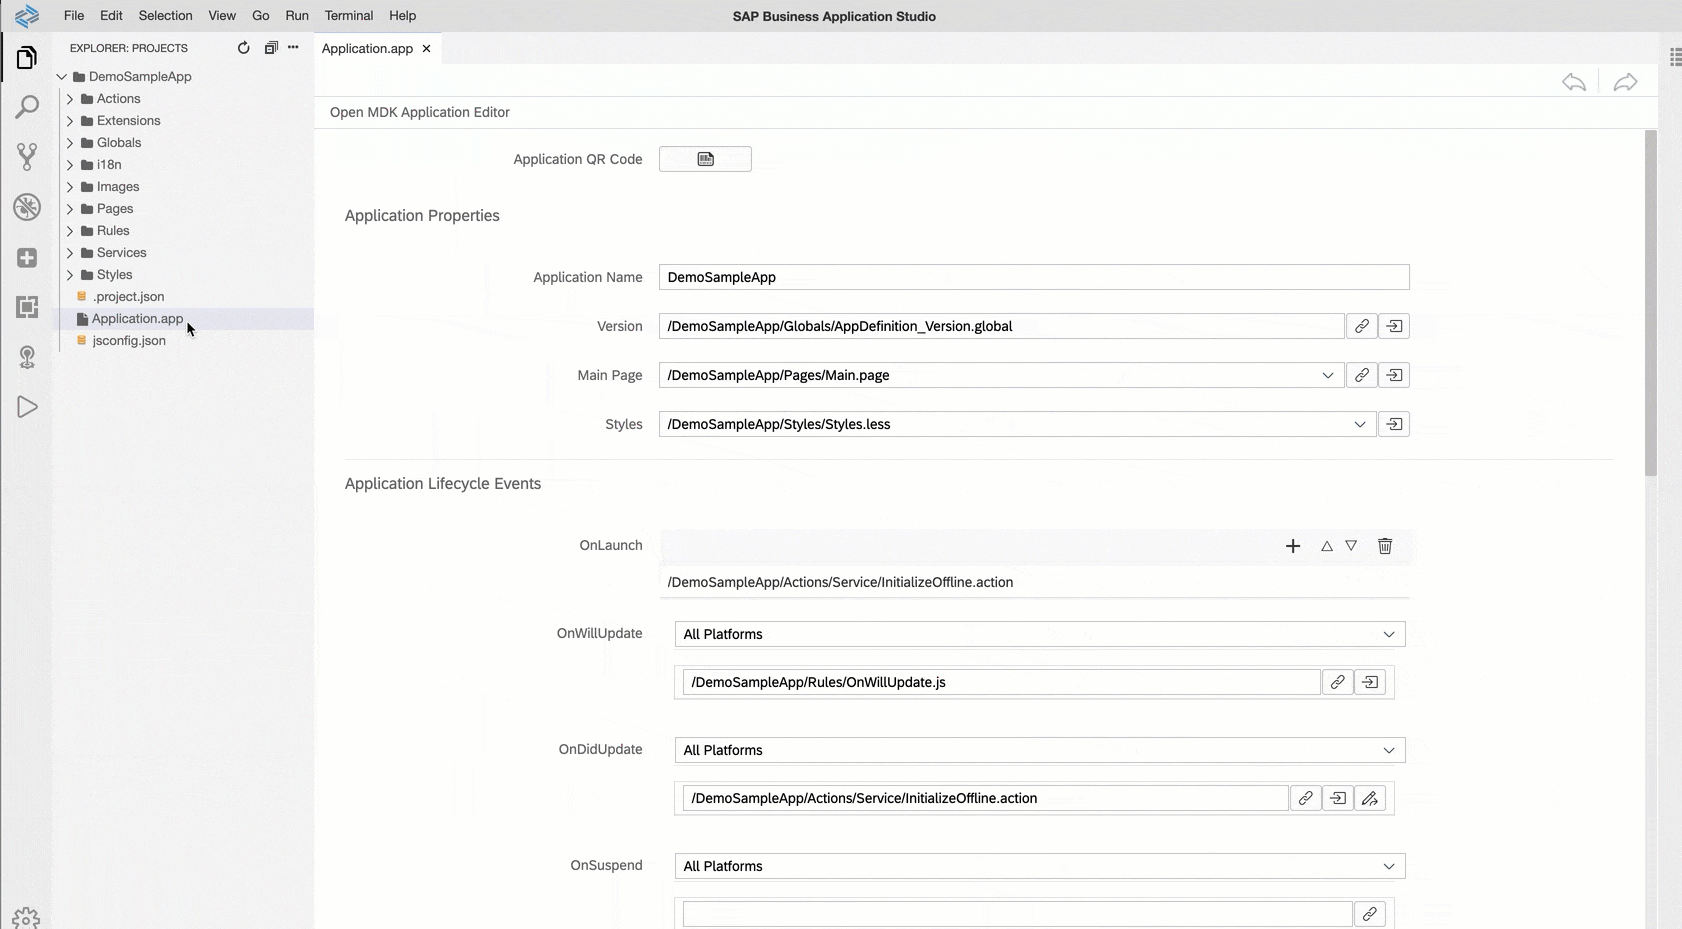 File Edit Selection View Go Run Terminal Help
SAP Business Application Studio
EXPLORER: PROJECTS
DemoSampleApp
Actions
Extensions
Globals
i18n
Images
Pages
Rules
Services
Styles
.project.json
Application.app
jsconfig.json
Application.app
Open MDK Application Editor
Application QR Code
Application Properties
Application Name DemoSampleApp
Version /DemoSampleApp/Globals/AppDefinition_Version.global
Main Page /DemoSampleApp/Pages/Main.page
Styles /DemoSampleApp/Styles/Styles.less
Application Lifecycle Events
OnLaunch
/DemoSampleApp/Actions/Service/InitializeOffline.action
OnWillUpdate All Platforms
/DemoSampleApp/Rules/OnWillUpdate.js
OnDidUpdate All Platforms
/DemoSampleApp/Actions/Service/InitializeOffline.action
OnSuspend All Platforms